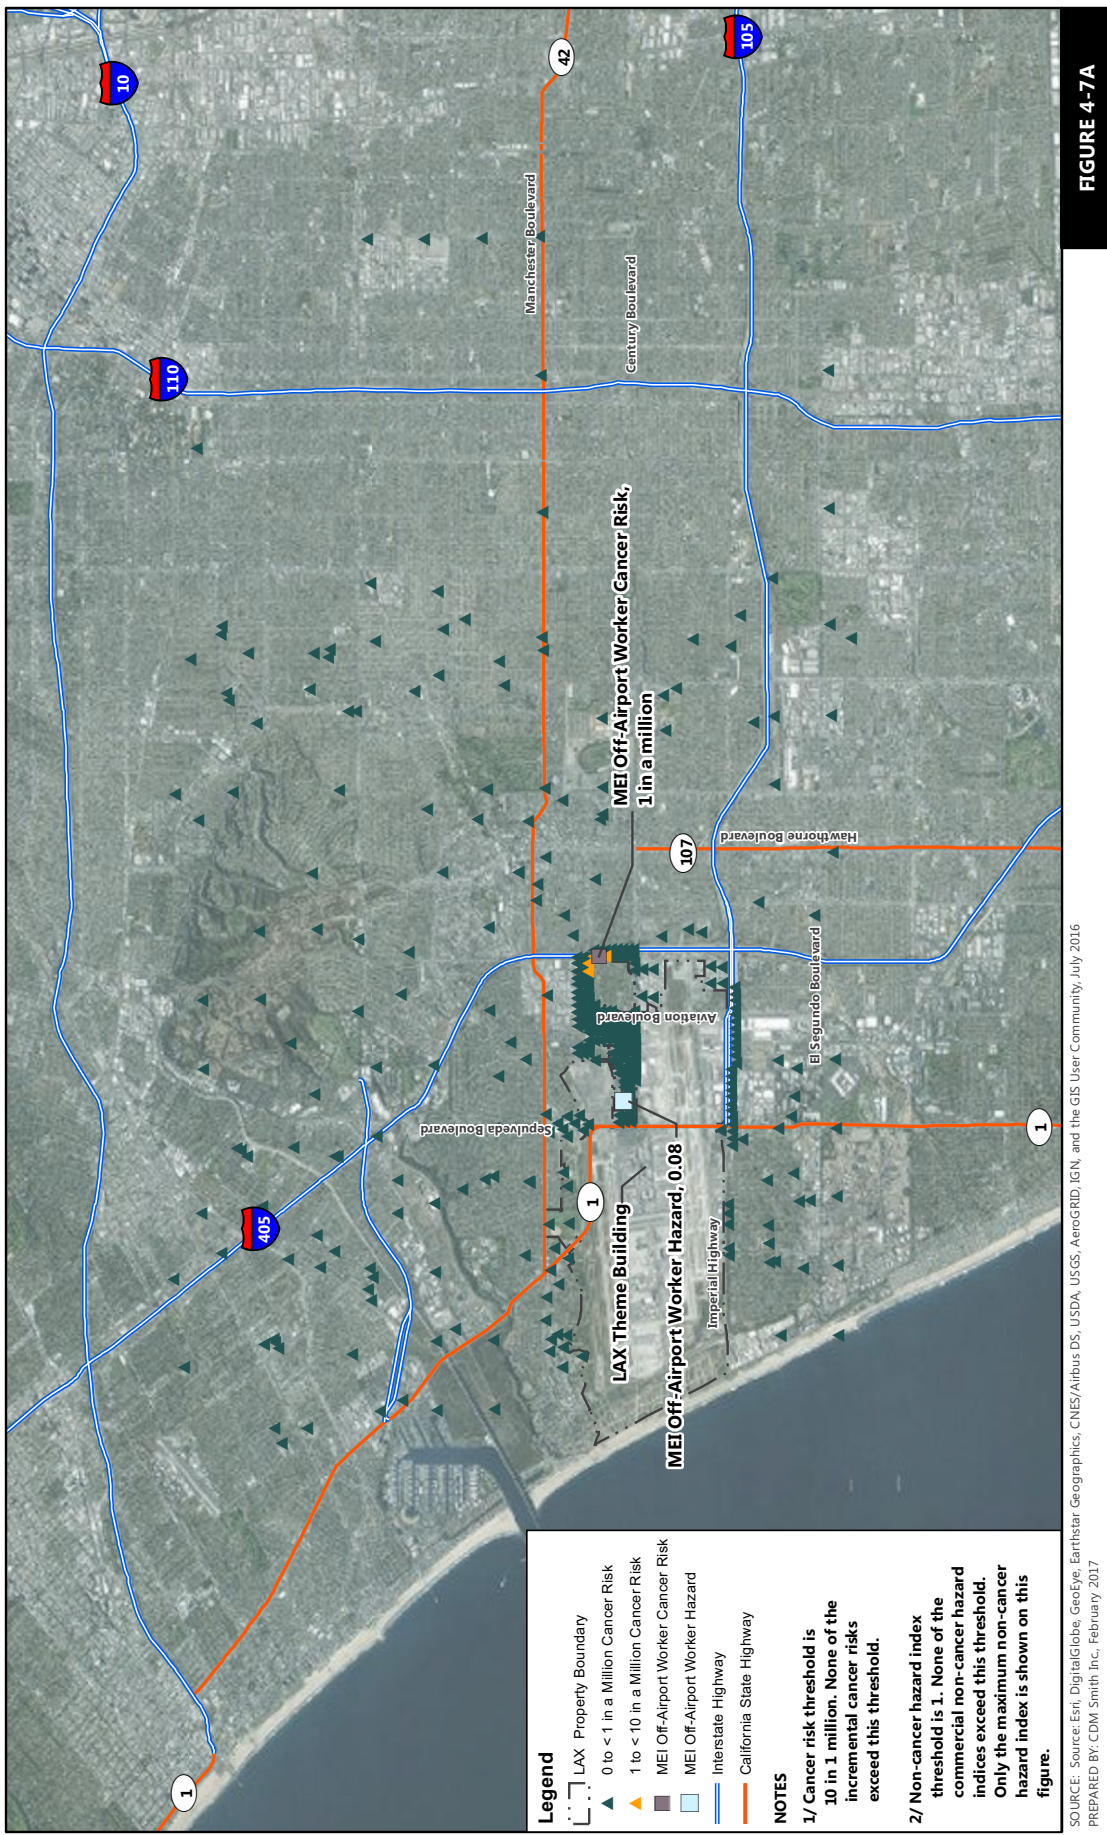 10
105
42
110
Manchester Boulevard
Century Boulevard
MEI Off-Airport Worker Cancer Risk,
1 in a million
107
Hawthorne Boulevard
El Segundo Boulevard
Aviation Boulevard
Sepulveda Boulevard
405
1
1
LAX Theme Building
MEI Off-Airport Worker Hazard, 0.08
Imperial Highway
1
Legend
LAX Property Boundary
0 to < 1 in a Million Cancer Risk
1 to < 10 in a Million Cancer Risk
MEI Off-Airport Worker Cancer Risk
MEI Off-Airport Worker Hazard
Interstate Highway
California State Highway
NOTES
1/ Cancer risk threshold is
10 in 1 million. None of the
incremental cancer risks
exceed this threshold.
2/ Non-cancer hazard index
threshold is 1. None of the
commercial non-cancer hazard
indices exceed this threshold.
Only the maximum non-cancer
hazard index is shown on this
figure.
SOURCE: Source: Esri, DigitalGlobe, GeoEye, Earthstar Geographics, CNES/Airbus DS, USDA, USGS, AeroGRID, IGN, and the GIS User Community, July 2016
PREPARED BY: CDM Smith Inc, February 2017
FIGURE 4-7A